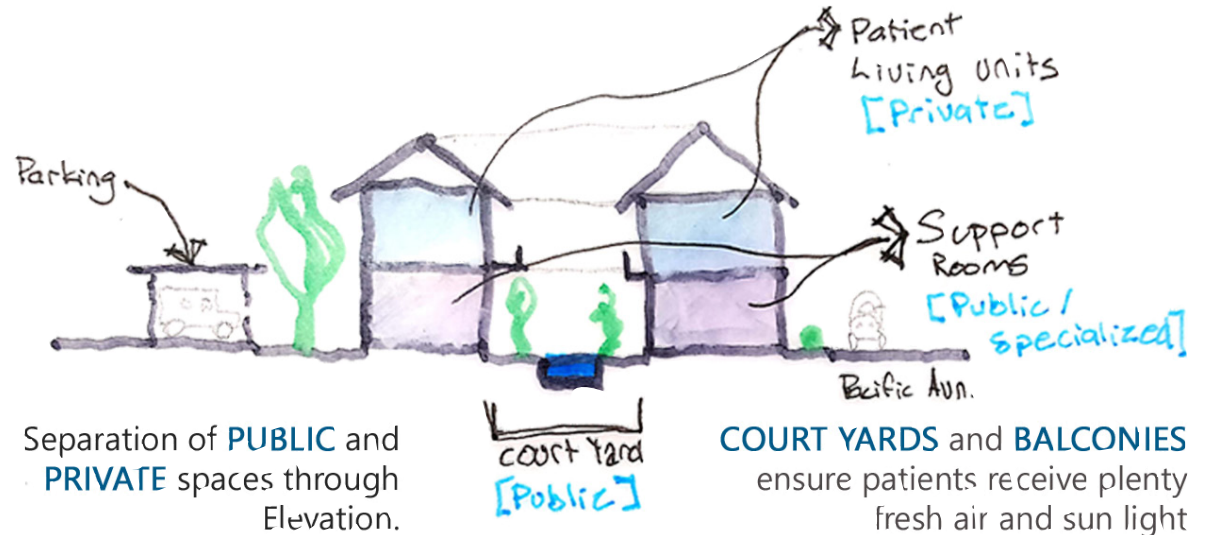 Patient
Living units
[Private]
Parking
Support
Rooms
[Public /
specialized]
Pacific Avn.
court Yard
[Public]
Separation of PUBLIC and
PRIVATE spaces through
Elevation.
COURT YARDS and BALCONIES
ensure patients receive plenty
fresh air and sun light